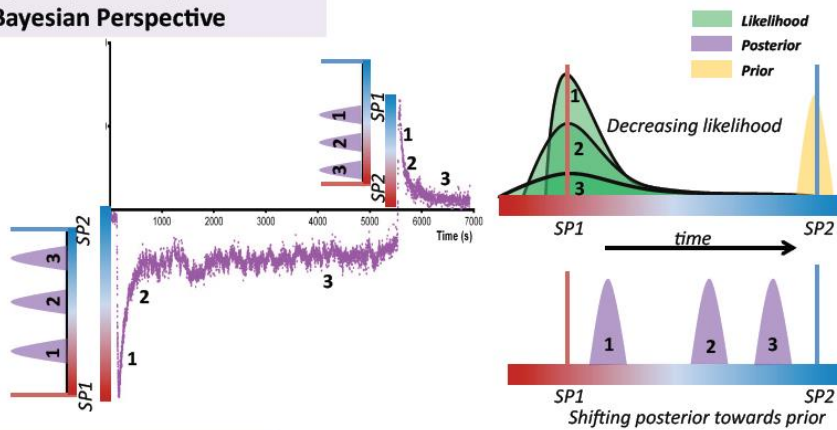 Bayesian Perspective
Likelihood
Posterior
Prior
SP1
SP2
1
2
3
1
2
3
1000
2000
3000
4000
5000
6000
7000
Time (s)
SP2
SP1
3
2
1
2
1
3
1
2
3
Decreasing likelihood
SP1
SP2
time
1
2
3
SP1
SP2
Shifting posterior towards prior